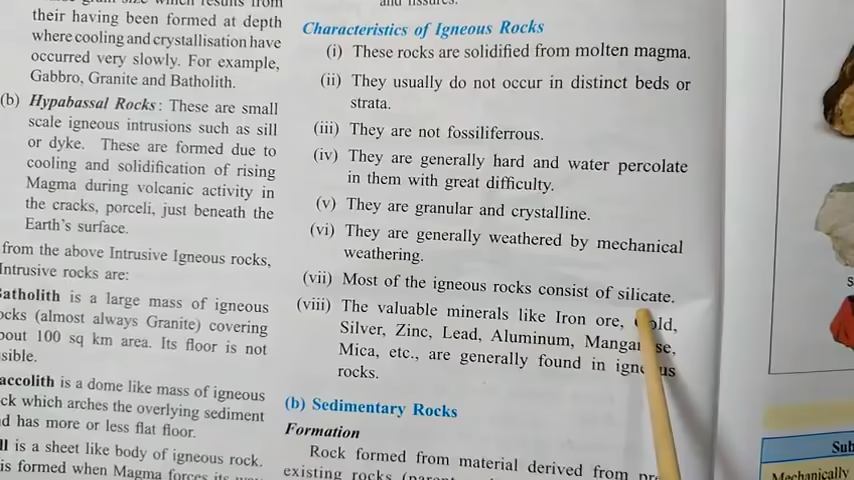 their having been formed at depth
where cooling and crystallisation have
occurred very slowly. For example,
Gabbro, Granite and Batholith.
(b) Hypabassal Rocks: These are small
scale igneous intrusions such as sill
or dyke. These are formed due to
cooling and solidification of rising
Magma during volcanic activity in
the cracks, porceli, just beneath the
Earth's surface.
from the above Intrusive Igneous rocks,
Intrusive rocks are:
Batholith is a large mass of igneous
ocks (almost always Granite) covering
bout 100 sq km area. Its floor is not
sible.
accolith is a dome like mass of igneous
ck which arches the overlying sediment
d has more or less flat floor.
ll is a sheet like body of igneous rock.
is formed when Magma forces its
and fissures.
Characteristics of Igneous Rocks
(i) These rocks are solidified from molten magma.
(ii) They usually do not occur in distinct beds or
strata.
(iii) They are not fossiliferrous.
(iv) They are generally hard and water percolate
in them with great difficulty.
(v) They are granular and crystalline.
(vi) They are generally weathered by mechanical
weathering.
(vii) Most of the igneous rocks consist of silicate.
(viii) The valuable minerals like Iron ore, Gold,
Silver, Zinc, Lead, Aluminum, Manganese,
Mica, etc., are generally found in igneous
rocks.
(b) Sedimentary Rocks
Formation
Rock formed from material derived from
existing rocks
Sub
Mechanically